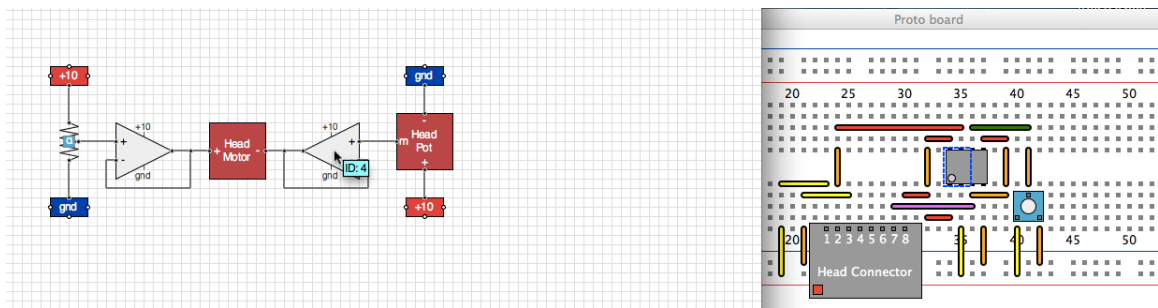 Proto board
+10
gnd
20 25 30 35 40 45 50
+10
+10
Head
Pot
-
m
+
α
+
-
Head
Motor
+
-
+
-
gnd
gnd
ID: 4
gnd
+10
20
35
40
45
50
1 2 3 4 5 6 7 8
Head Connector